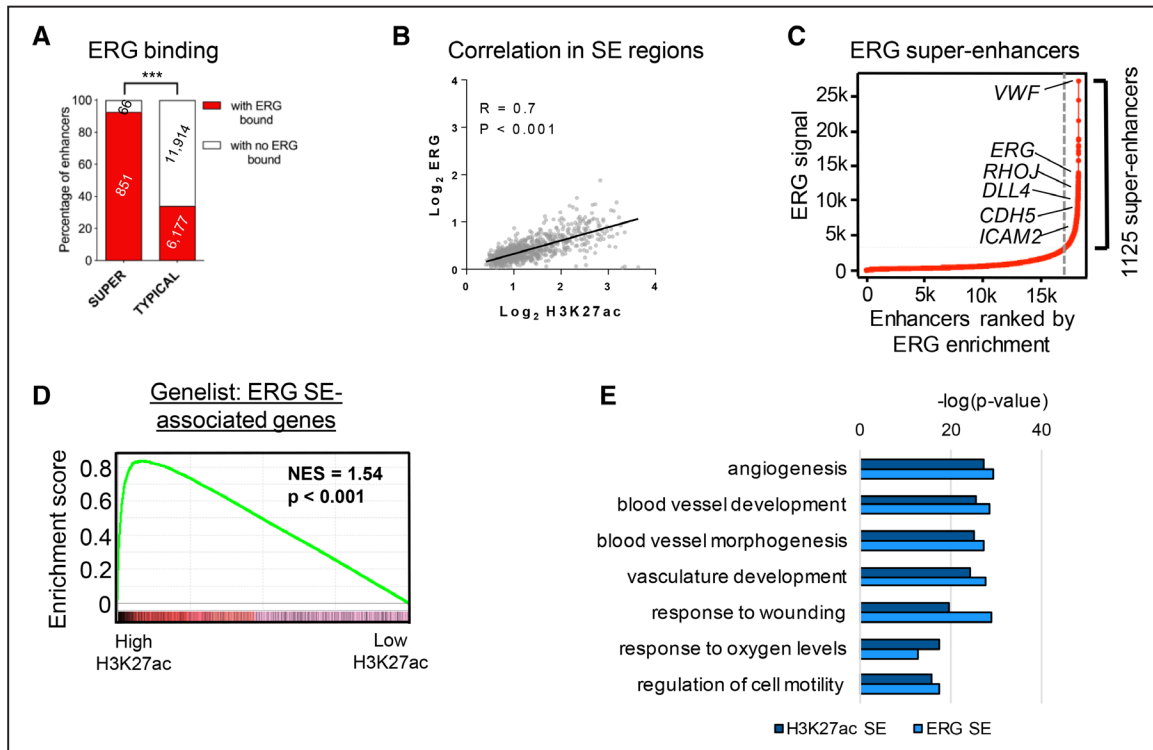 A
ERG binding
***
Percentage of enhancers
100
80
60
40
20
0
66
851
11,914
6,177
SUPER
TYPICAL
with ERG
bound
with no ERG
bound
B
Correlation in SE regions
R = 0.7
P < 0.001
Log2 ERG
4
3
2
1
0
0
1
2
3
4
Log2 H3K27ac
C
ERG super-enhancers
ERG signal
25k
20k
15k
10k
5k
0
VWF
ERG
RHOJ
DLL4
CDH5
ICAM2
1125 super-enhancers
0
5k
10k
15k
Enhancers ranked by
ERG enrichment
D
Genelist: ERG SE-
associated genes
Enrichment score
0.8
0.6
0.4
0.2
0
NES = 1.54
p < 0.001
High
H3K27ac
Low
H3K27ac
E
-log(p-value)
0
20
40
angiogenesis
blood vessel development
blood vessel morphogenesis
vasculature development
response to wounding
response to oxygen levels
regulation of cell motility
H3K27ac SE
ERG SE